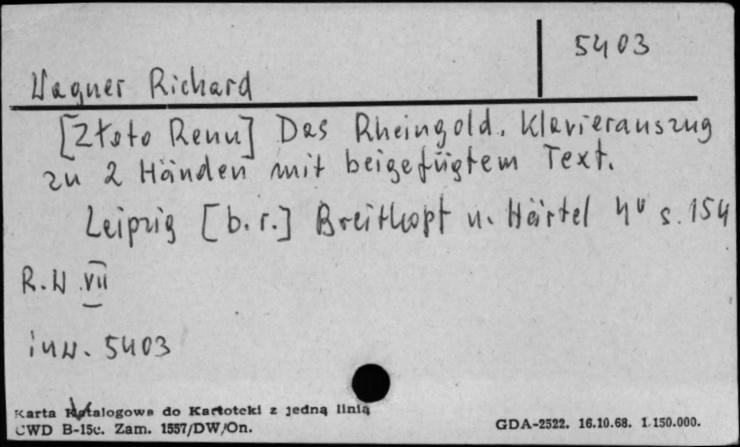 5403
Wagner Richard
[Złoto Renu] Das Rheingold. Klavierauszug
zu 2 Händen mit beigefügtem Text.
Leipzig [b.r.] Breitkopf u. Härtel 4° s. 154
R.W. VII
inw. 5403
Karta Katalogowa do Kartoteki z jedną linią
CWD B-15c. Zam. 1557/DW/On.
GDA-2522. 16.10.68. 1.150.000.